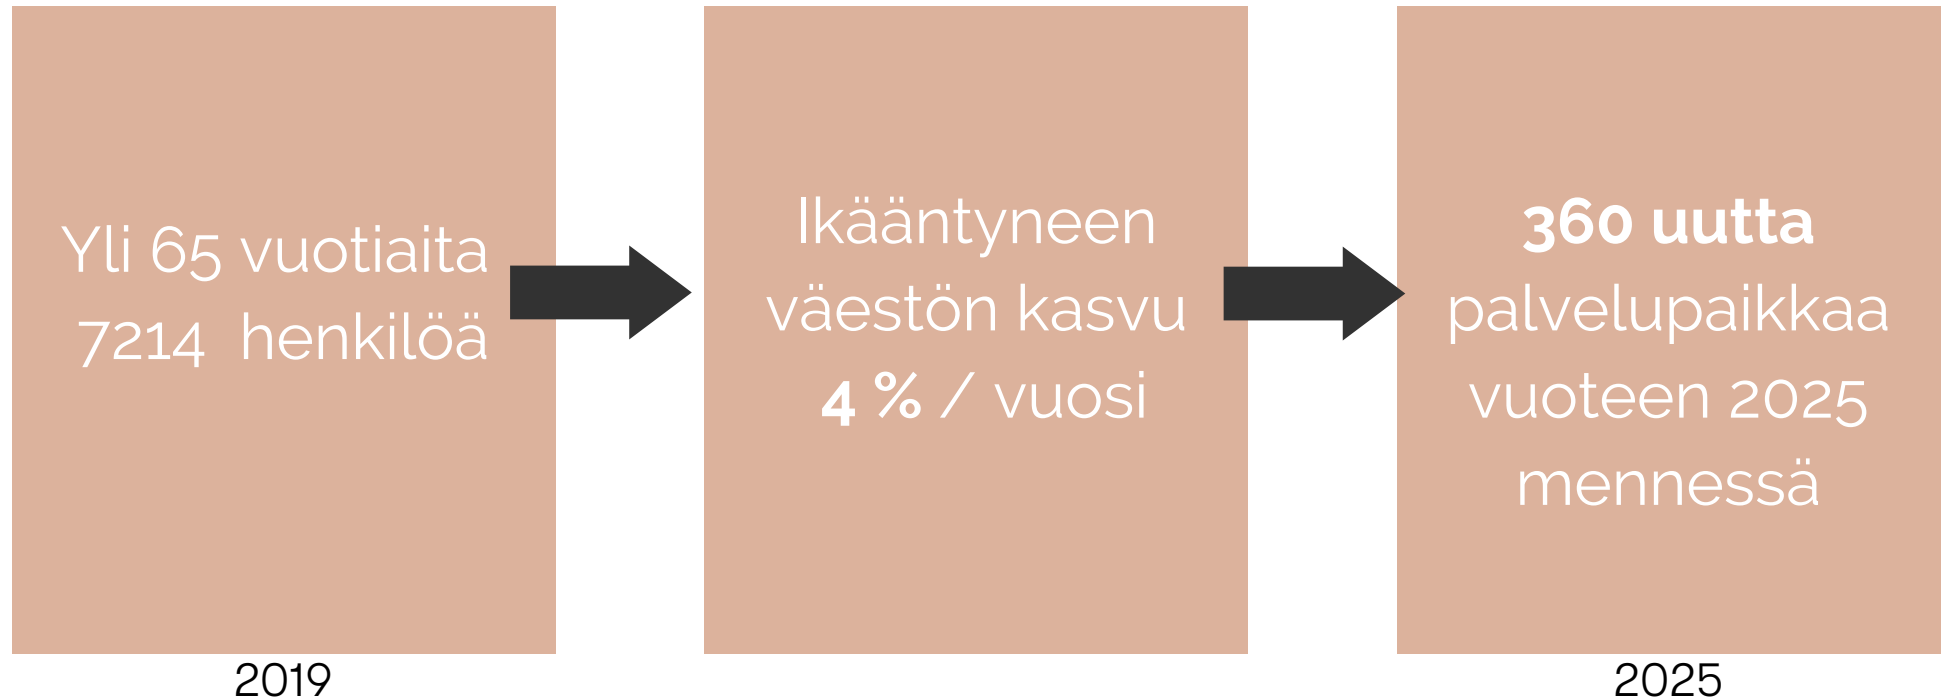 Yli 65 vuotiaita
7214 henkilöä
Ikääntyneen
väestön kasvu
4 % / vuosi
360 uutta
palvelupaikkaa
vuoteen 2025
mennessä
2019
2025